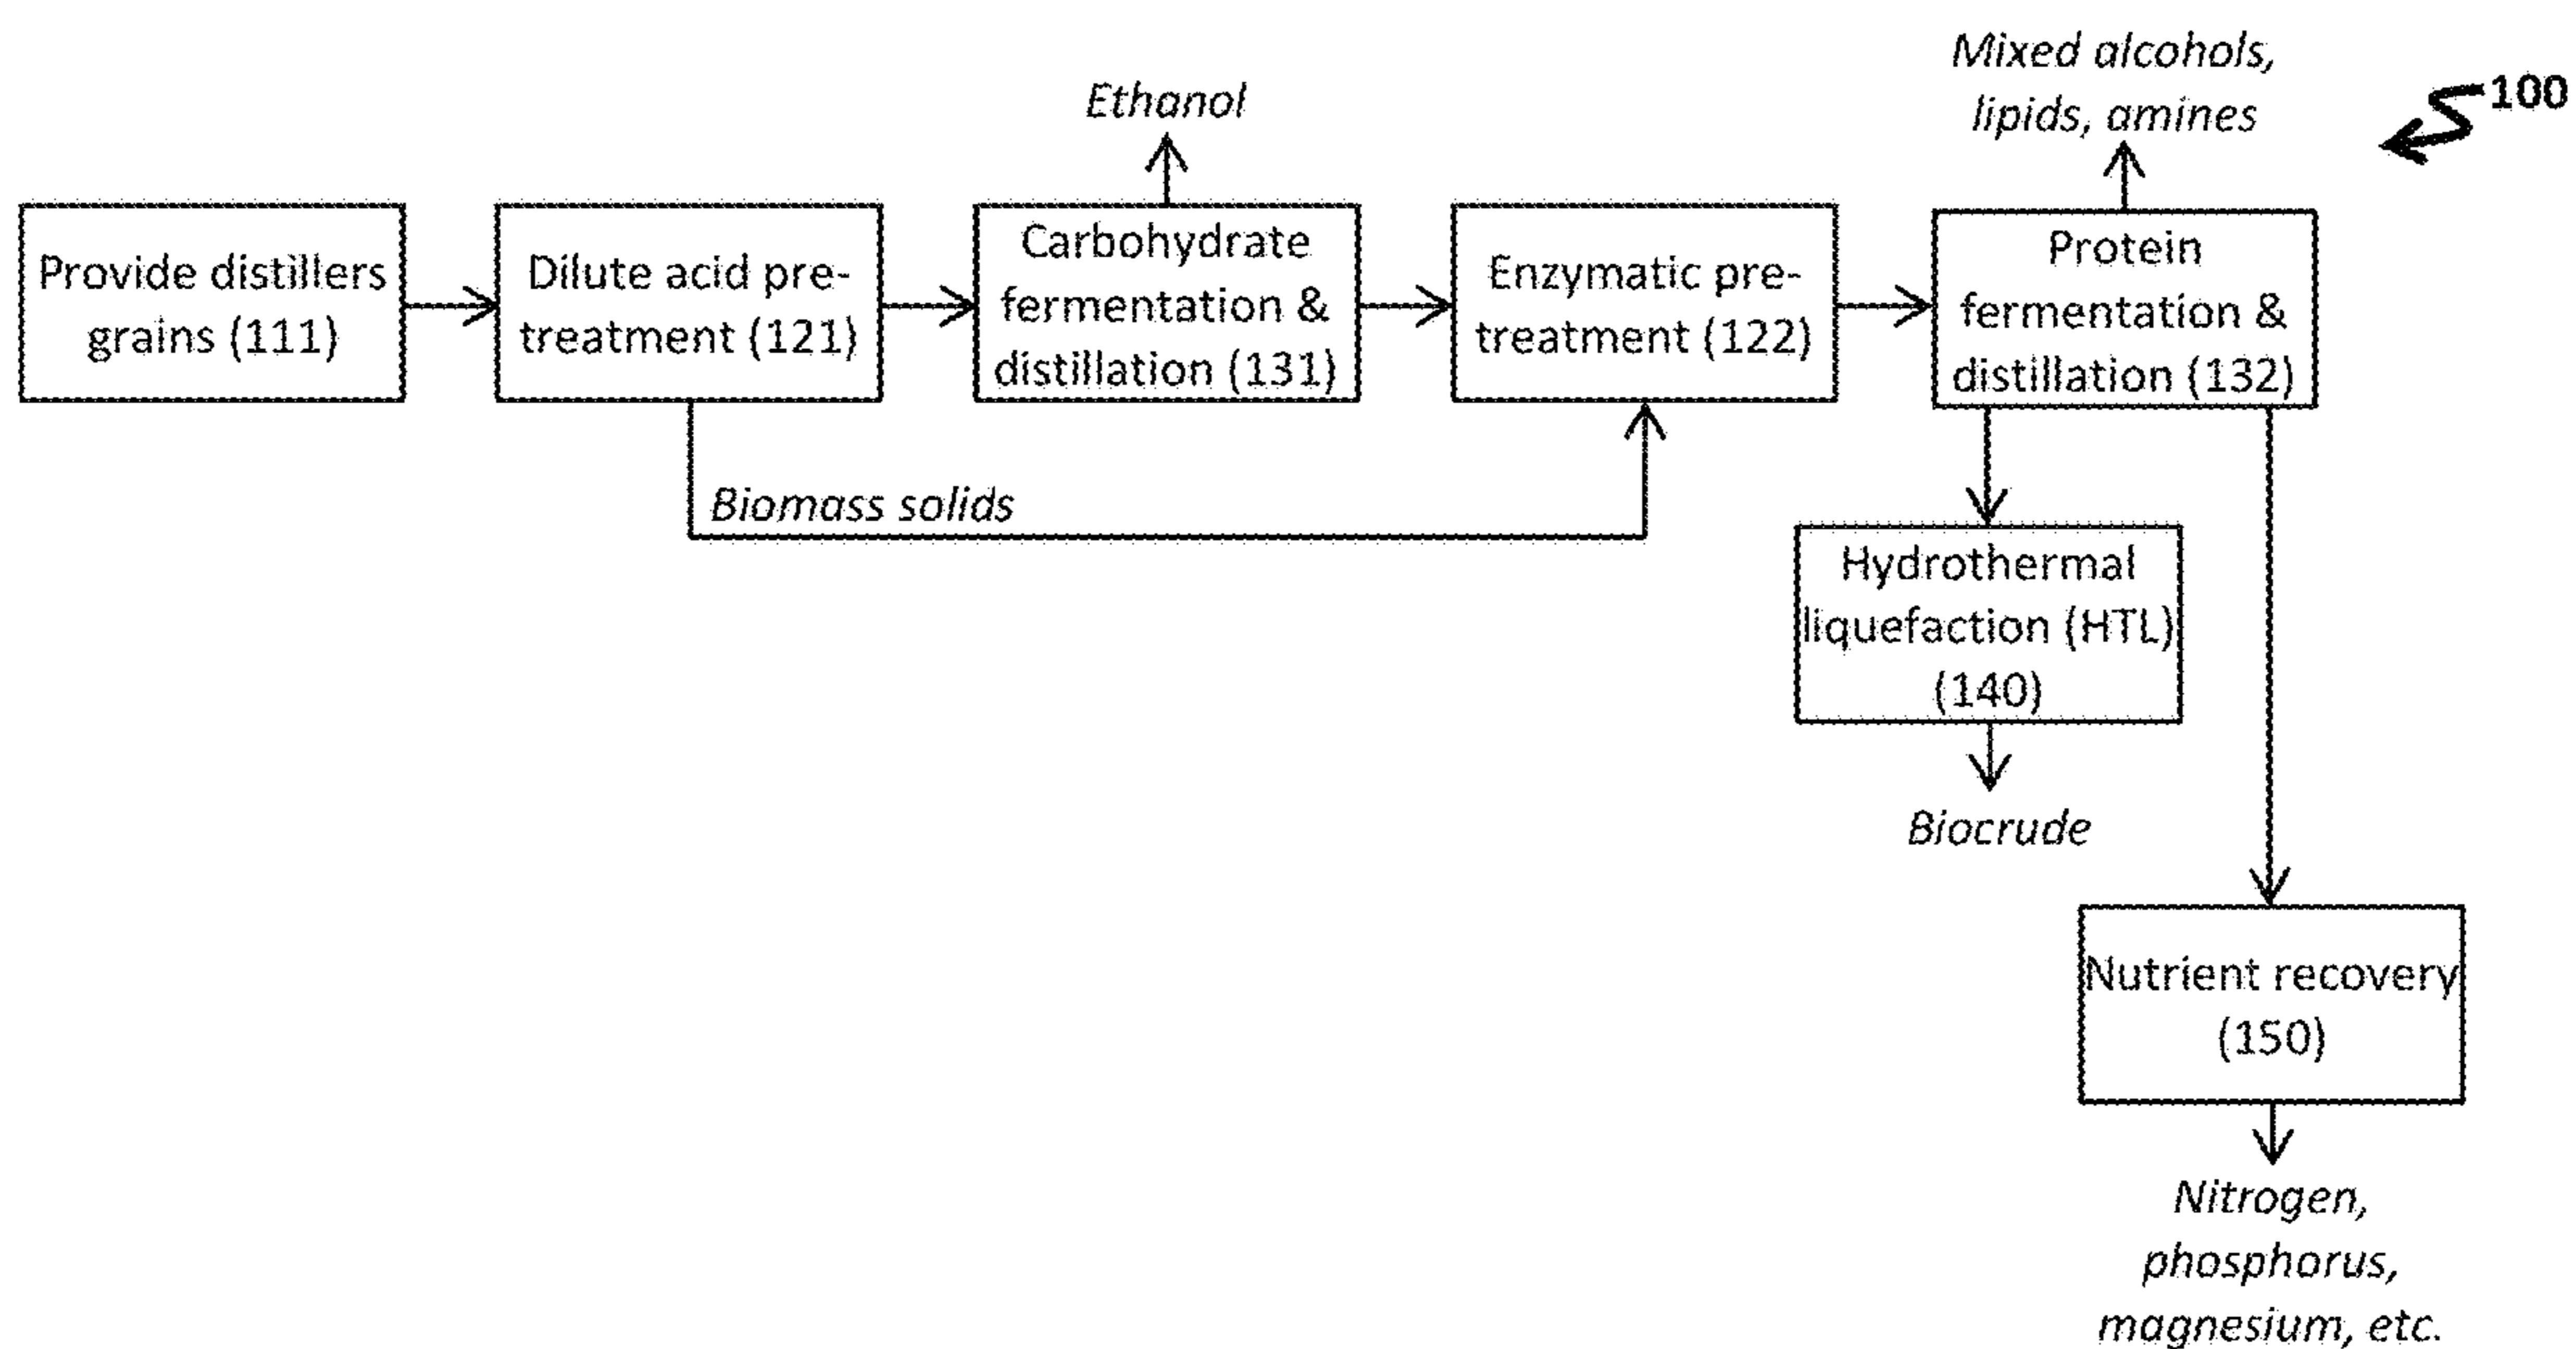 Mixed alcohols,
lipids, amines
100
Ethanol
Provide distillers
grains (111)
Dilute acid pre-
treatment (121)
Carbohydrate
fermentation &
distillation (131)
Enzymatic pre-
treatment (122)
Protein
fermentation &
distillation (132)
Biomass solids
Hydrothermal
liquefaction (HTL)
(140)
Biocrude
Nutrient recovery
(150)
Nitrogen,
phosphorus,
magnesium, etc.